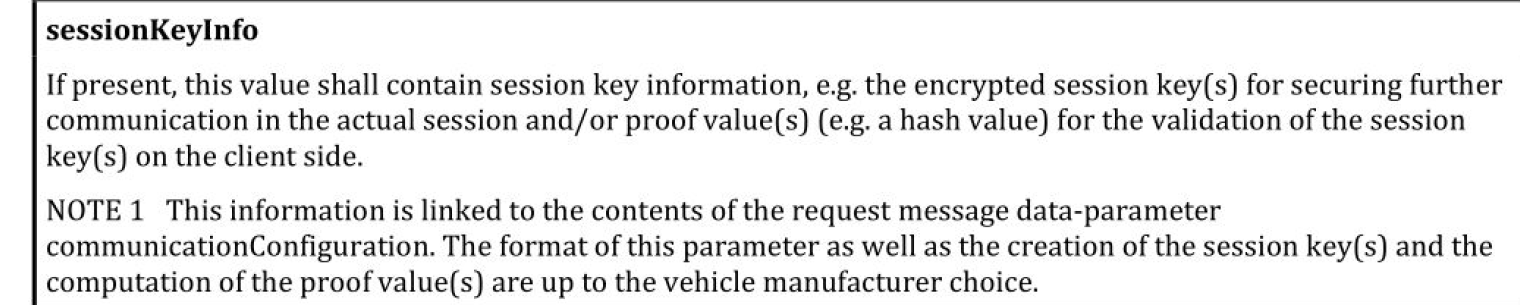 sessionKeyInfo
If present, this value shall contain session key information, e.g. the encrypted session key(s) for securing further
communication in the actual session and/or proof value(s) (e.g. a hash value) for the validation of the session
key(s) on the client side.
NOTE 1 This information is linked to the contents of the request message data-parameter
communicationConfiguration. The format of this parameter as well as the creation of the session key(s) and the
computation of the proof value(s) are up to the vehicle manufacturer choice.